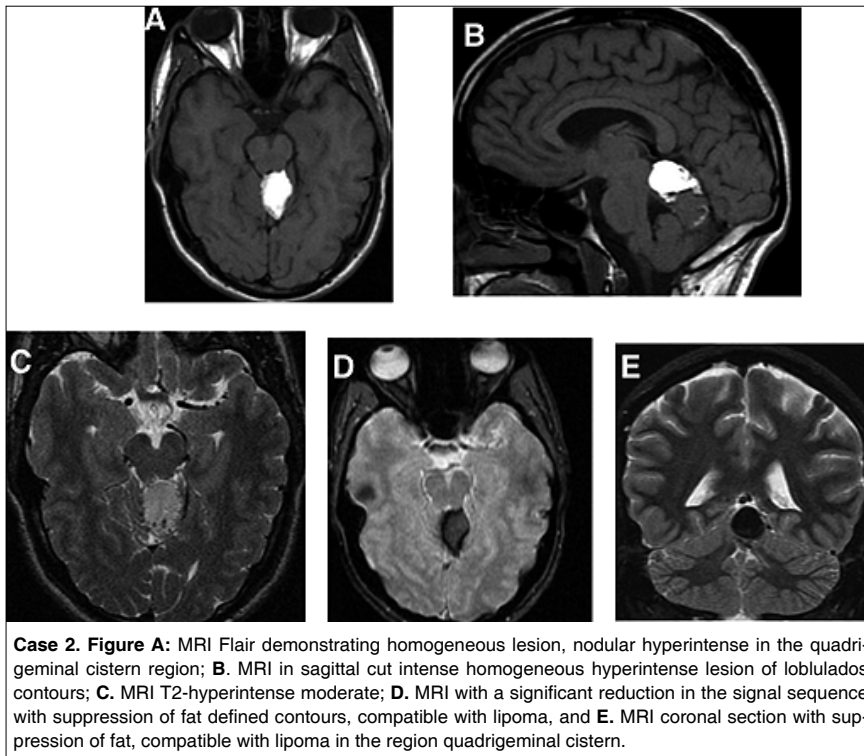 A
B
C
D
E
Case 2. Figure A: MRI Flair demonstrating homogeneous lesion, nodular hyperintense in the quadri-
geminal cistern region; B. MRI in sagittal cut intense homogeneous hyperintense lesion of loblulados
contours; C. MRI T2-hyperintense moderate; D. MRI with a significant reduction in the signal sequence
with suppression of fat defined contours, compatible with lipoma, and E. MRI coronal section with sup-
pression of fat, compatible with lipoma in the region quadrigeminal cistern.